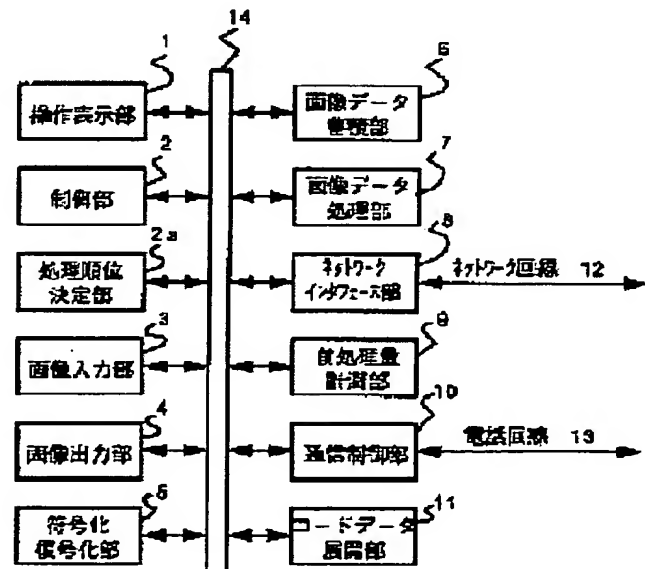 14
1
操作表示部
2
制御部
2a
処理順位
決定部
3
画像入力部
4
画像出力部
5
符号化
復号化部
6
画像データ
蓄積部
7
画像データ
処理部
8
ネットワーク
インタフェース部
ネットワーク回線 12
9
前処理量
計測部
10
通信制御部
電話回線 13
11
コードデータ
展開部